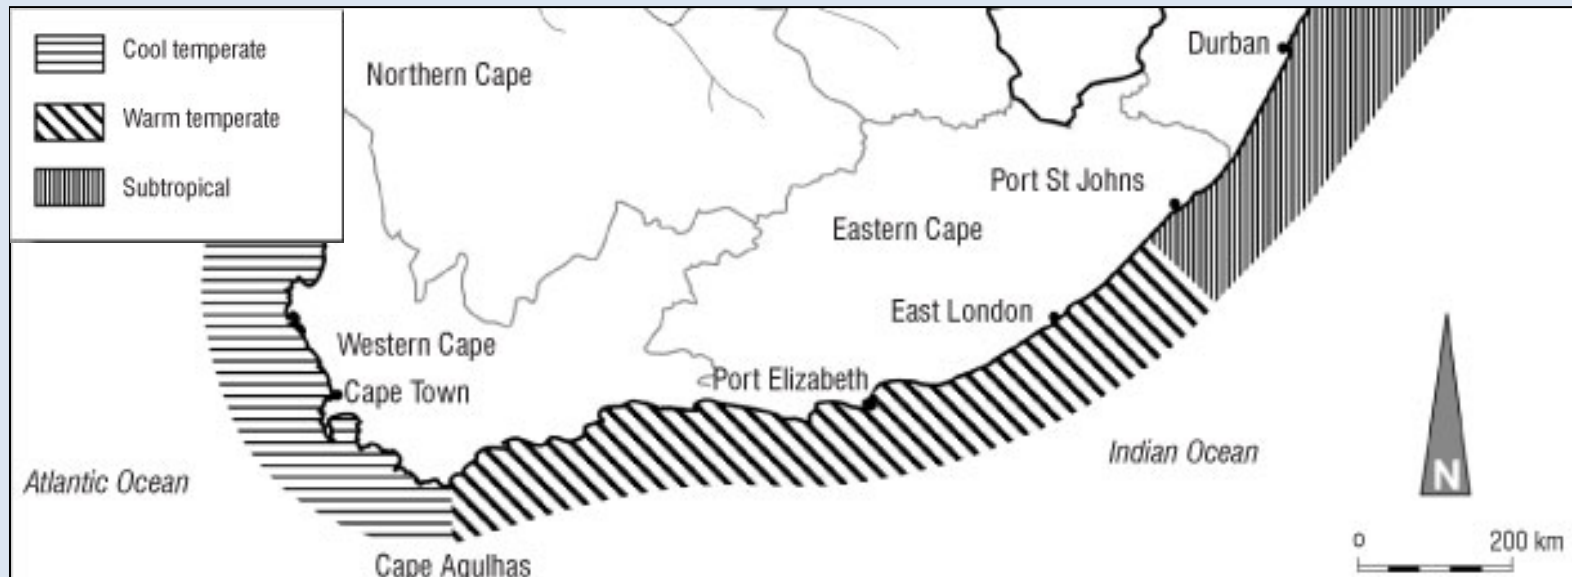 Cool temperate
Warm temperate
Subtropical
Northern Cape
Durban
Port St Johns
Eastern Cape
East London
Western Cape
Port Elizabeth
Cape Town
Indian Ocean
Atlantic Ocean
N
0 200 km
Cape Agulhas